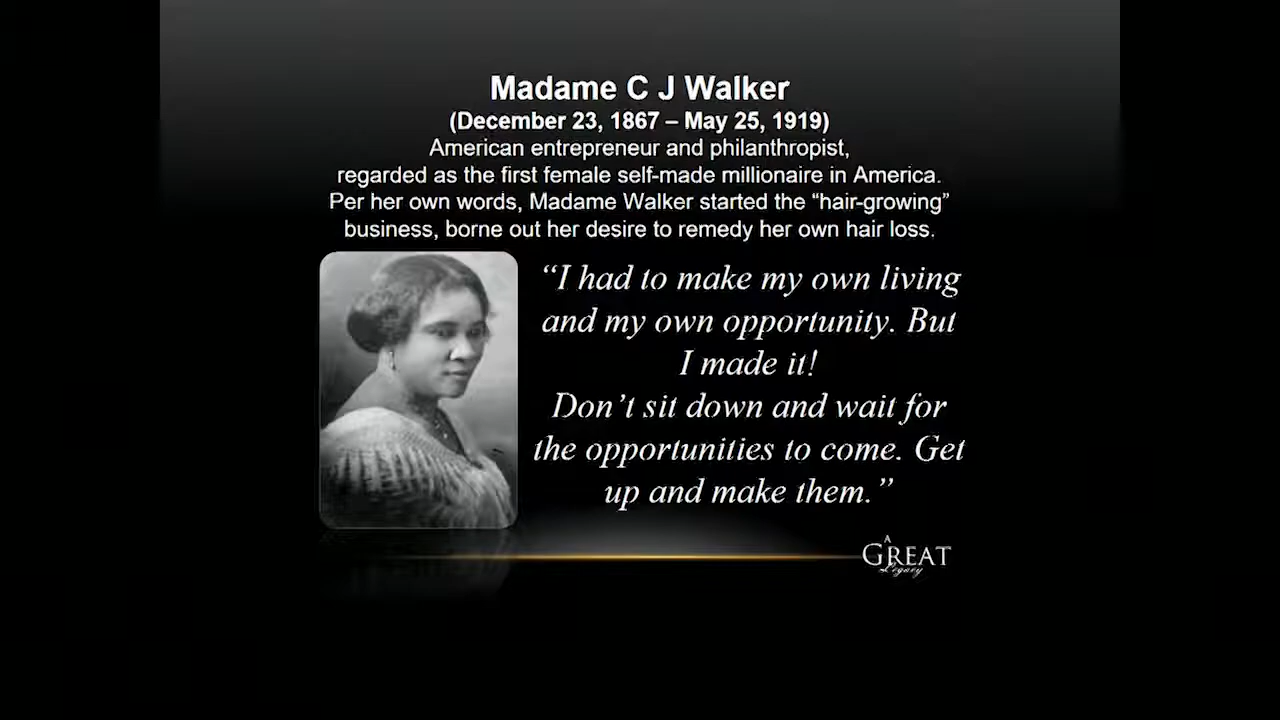 Madame C J Walker
(December 23, 1867 – May 25, 1919)
American entrepreneur and philanthropist,
regarded as the first female self-made millionaire in America.
Per her own words, Madame Walker started the “hair-growing”
business, borne out her desire to remedy her own hair loss.
“I had to make my own living
and my own opportunity. But
I made it!
Don’t sit down and wait for
the opportunities to come. Get
up and make them.”
A
GREAT
Legacy